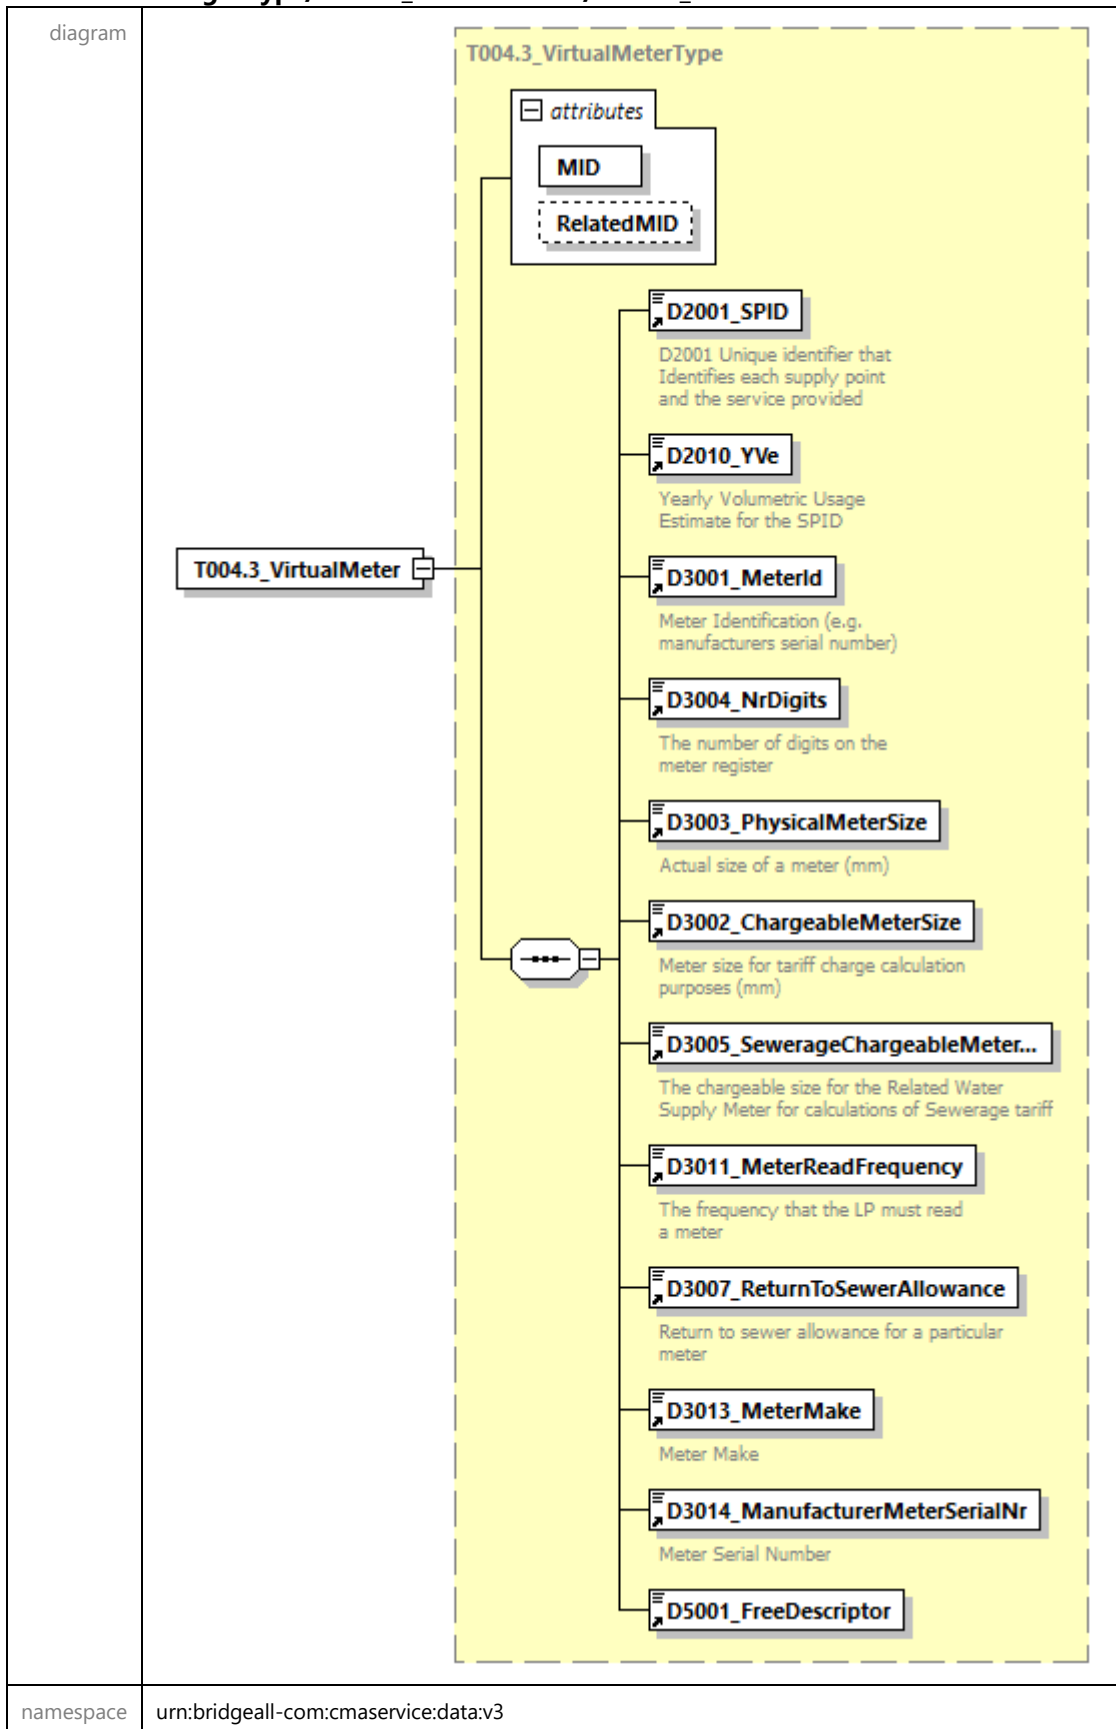 diagram
T004.3_VirtualMeterType
attributes
MID
RelatedMID
D2001_SPID
D2001 Unique identifier that
Identifies each supply point
and the service provided
D2010_YVe
Yearly Volumetric Usage
Estimate for the SPID
T004.3_VirtualMeter
D3001_MeterId
Meter Identification (e.g.
manufacturers serial number)
D3004_NrDigits
The number of digits on the
meter register
D3003_PhysicalMeterSize
Actual size of a meter (mm)
D3002_ChargeableMeterSize
Meter size for tariff charge calculation
purposes (mm)
D3005_SewerageChargeableMeter...
The chargeable size for the Related Water
Supply Meter for calculations of Sewerage tariff
D3011_MeterReadFrequency
The frequency that the LP must read
a meter
D3007_ReturnToSewerAllowance
Return to sewer allowance for a particular
meter
D3013_MeterMake
Meter Make
D3014_ManufacturerMeterSerialNr
Meter Serial Number
D5001_FreeDescriptor
namespace
urn:bridgeall-com:cmaservice:data:v3